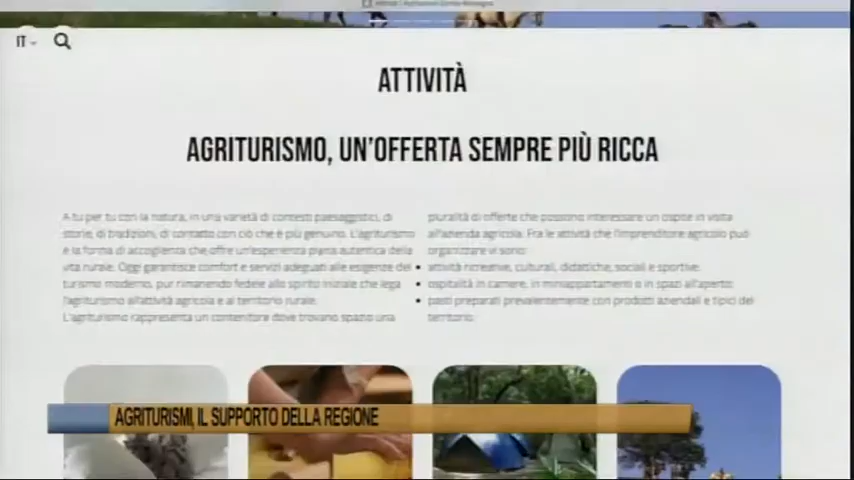 IT
ATTIVITÀ
AGRITURISMO, UN'OFFERTA SEMPRE PIÙ RICCA
A tu per tu con la natura, in una varietà di contesti paesaggistici, di
storie, di tradizioni, di contatto con ciò che è più genuino. L'agriturismo
è la forma di accoglienza che offre un'esperienza piena autentica della
vita rurale. Oggi garantisce comfort e servizi adeguati alle esigenze del
turismo moderno, pur rimanendo fedele allo spirito iniziale che lega
l'agriturismo all'attività agricola e al territorio rurale.
L'agriturismo rappresenta un contenitore dove trovano spazio una
pluralità di offerte che possono interessare un ospite in visita
all'azienda agricola. Fra le attività che l'imprenditore agricolo può
organizzare vi sono:
• attività ricreative, culturali, didattiche, sociali e sportive;
• ospitalità in camere, in miniappartamenti o in spazi all'aperto;
• pasti preparati prevalentemente con prodotti aziendali e tipici del
territorio.
AGRITURISMI, IL SUPPORTO DELLA REGIONE